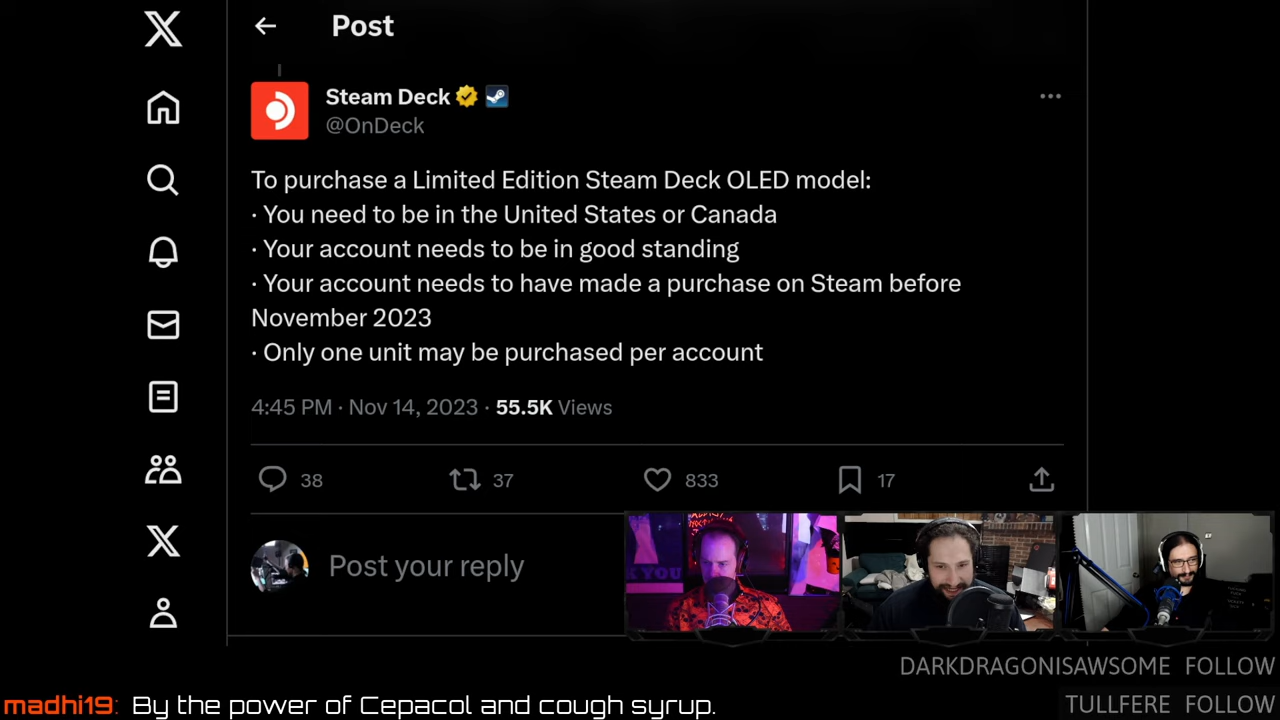 Post
Steam Deck
@OnDeck
To purchase a Limited Edition Steam Deck OLED model:
· You need to be in the United States or Canada
· Your account needs to be in good standing
· Your account needs to have made a purchase on Steam before
November 2023
· Only one unit may be purchased per account
4:45 PM · Nov 14, 2023 · 55.5K Views
38 37 833 17
Post your reply
DARKDRAGONISAWSOME FOLLOW
TULLFERE FOLLOW
madhi19: By the power of Cepacol and cough syrup.